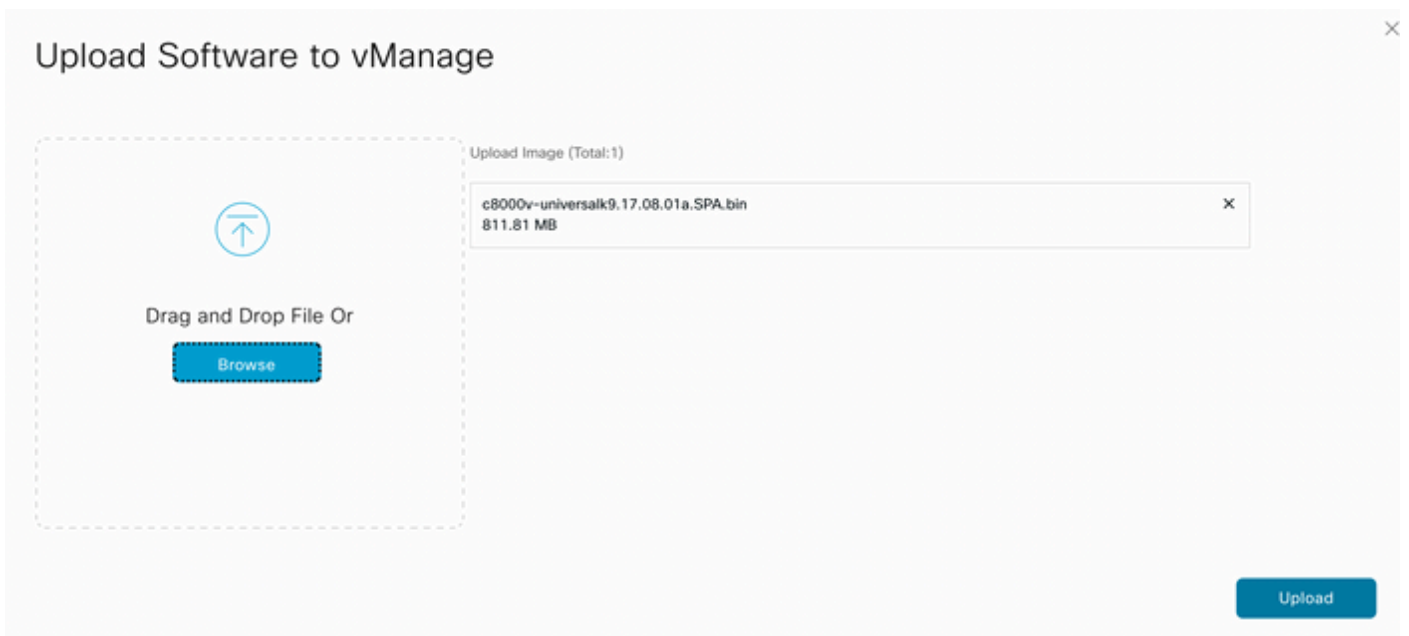 Upload Software to vManage
Upload Image (Total:1)
c8000v-universalk9.17.08.01a.SPA.bin
811.81 MB
Drag and Drop File Or
Browse
Upload